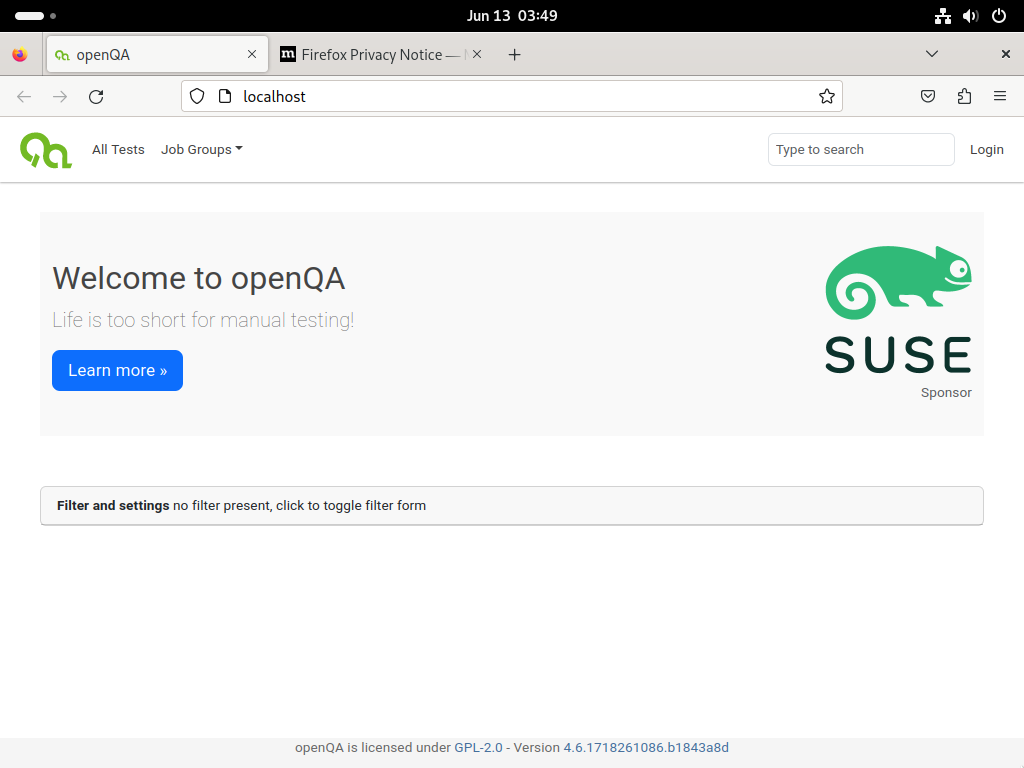 Jun 13 03:49
openQA
Firefox Privacy Notice —
localhost
All Tests Job Groups Type to search Login
Welcome to openQA
Life is too short for manual testing!
Learn more »
SUSE
Sponsor
Filter and settings no filter present, click to toggle filter form
openQA is licensed under GPL-2.0 - Version 4.6.1718261086.b1843a8d